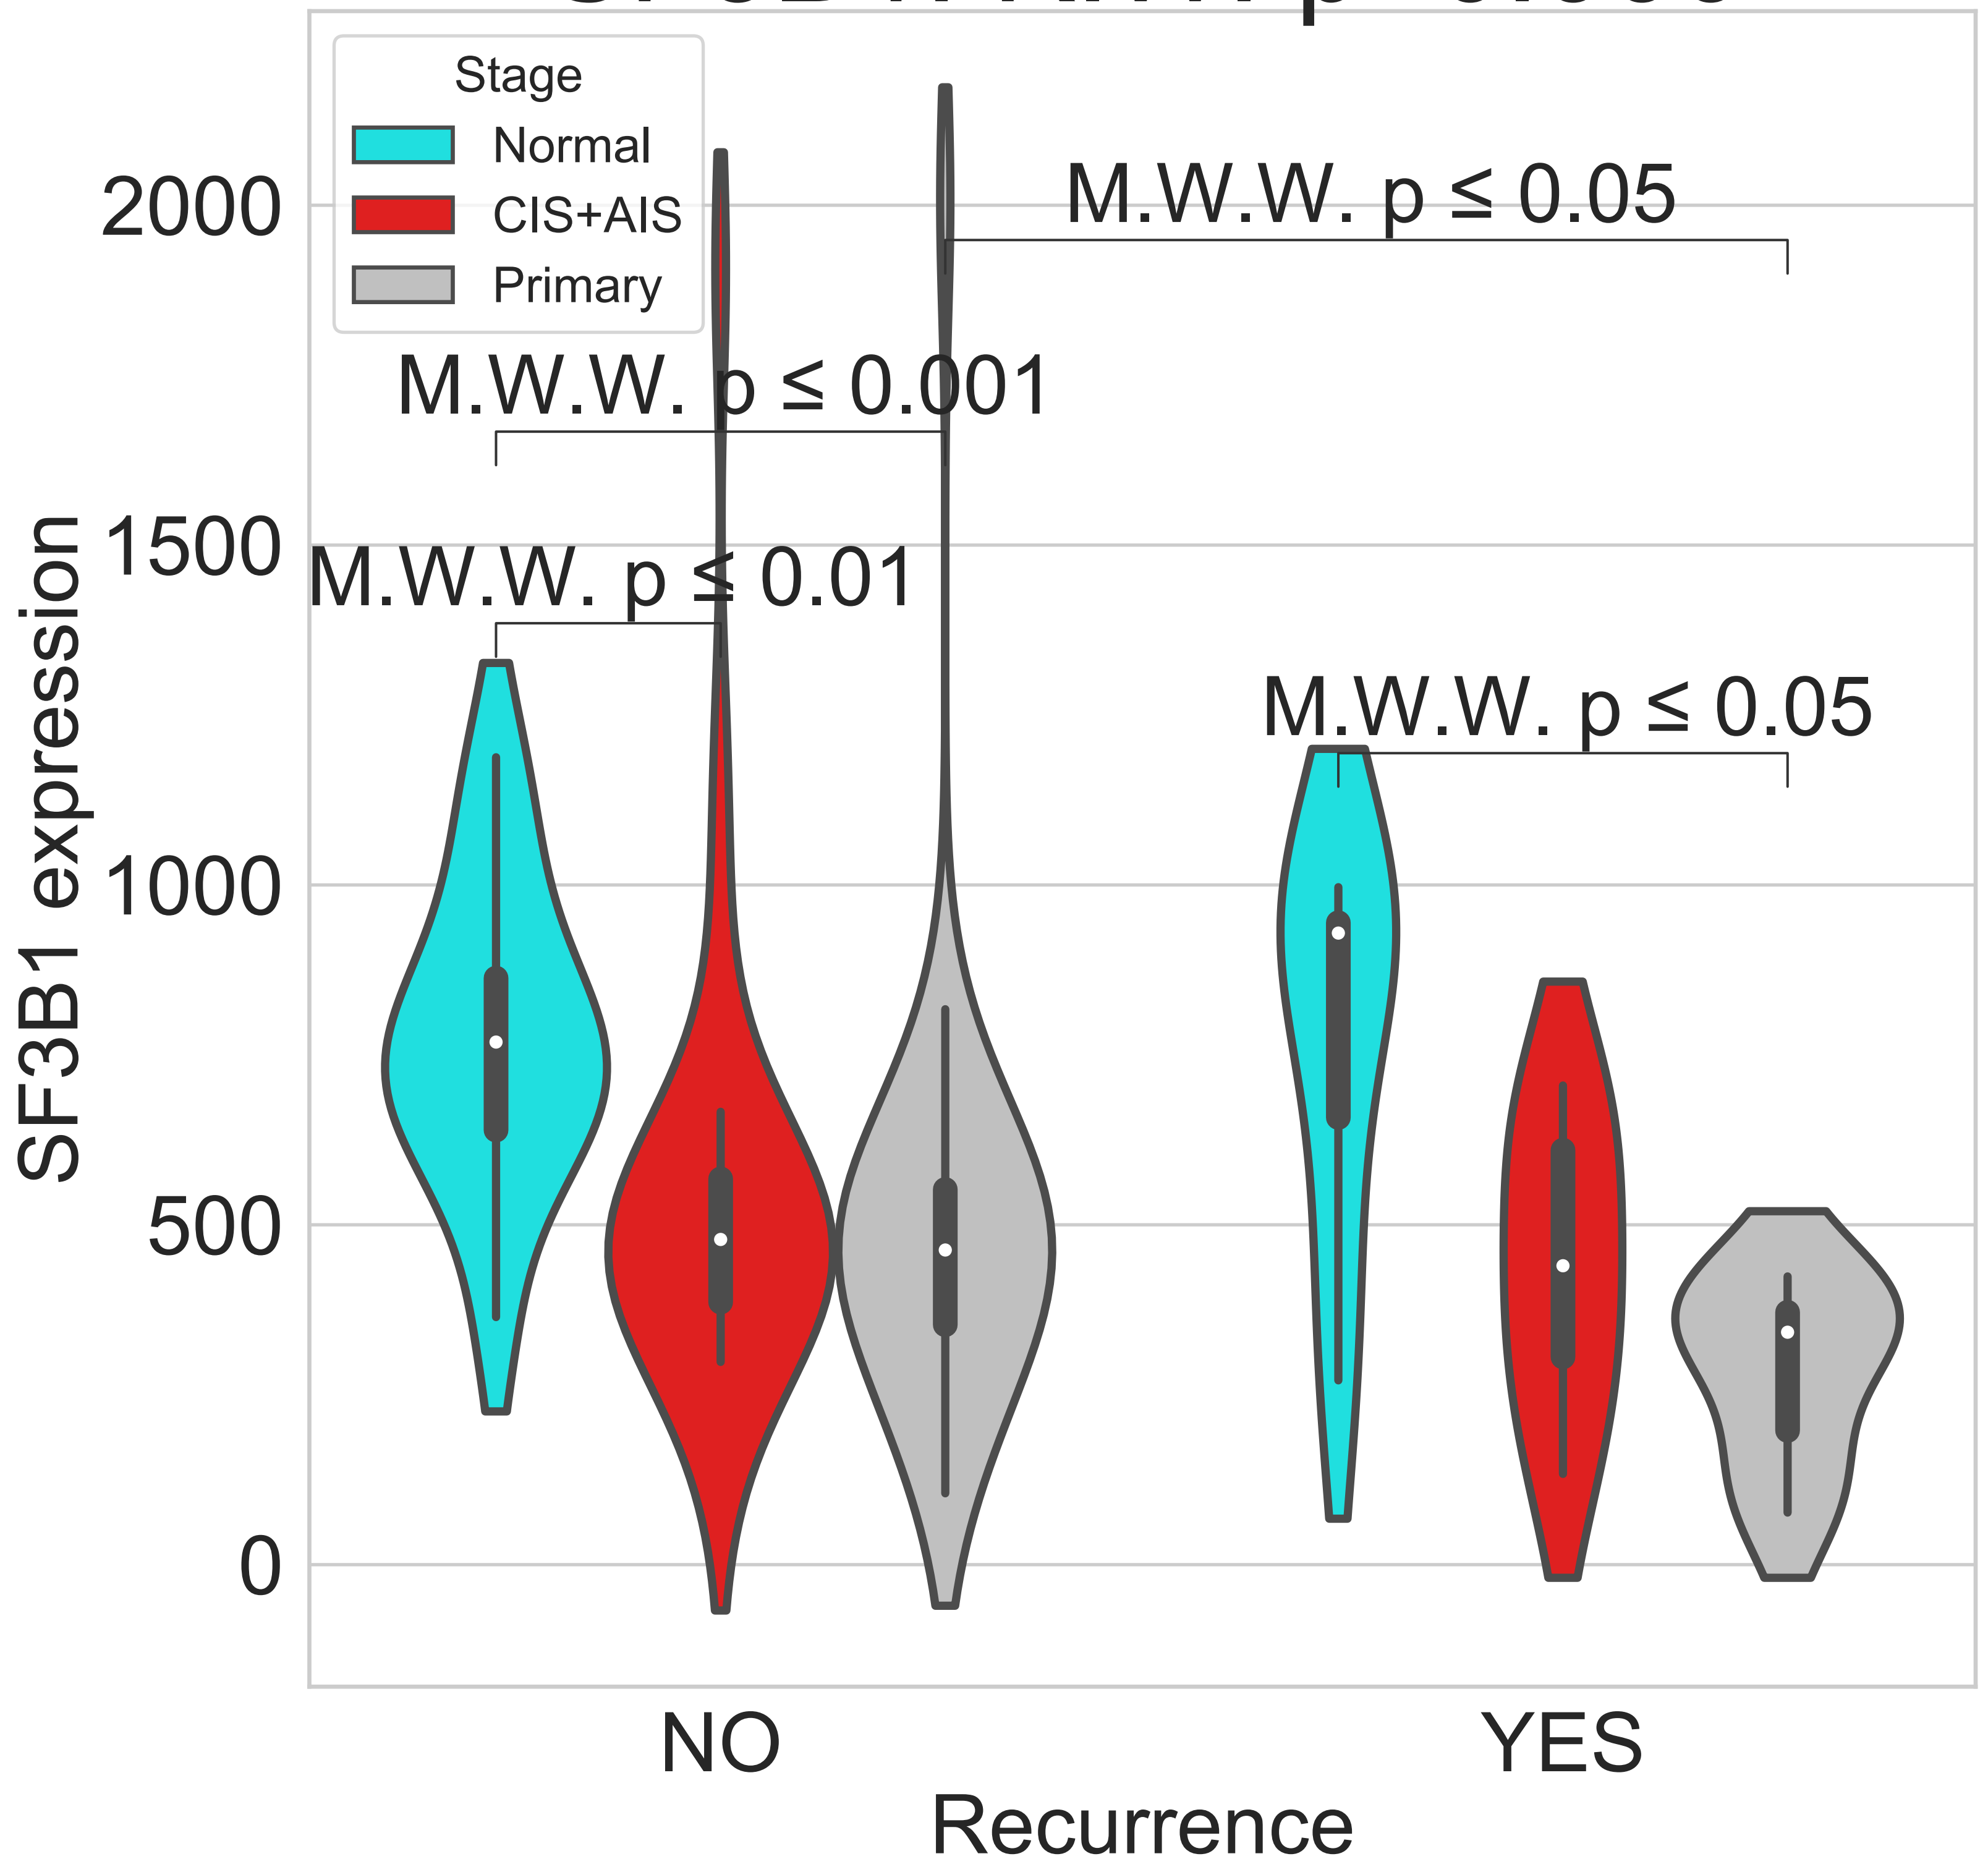 Stage
Normal
CIS+AIS
Primary
M.W.W. p ≤ 0.05
M.W.W. p ≤ 0.001
M.W.W. p ≤ 0.01
M.W.W. p ≤ 0.05
2000
1500
1000
500
0
SF3B1 expression
NO
YES
Recurrence